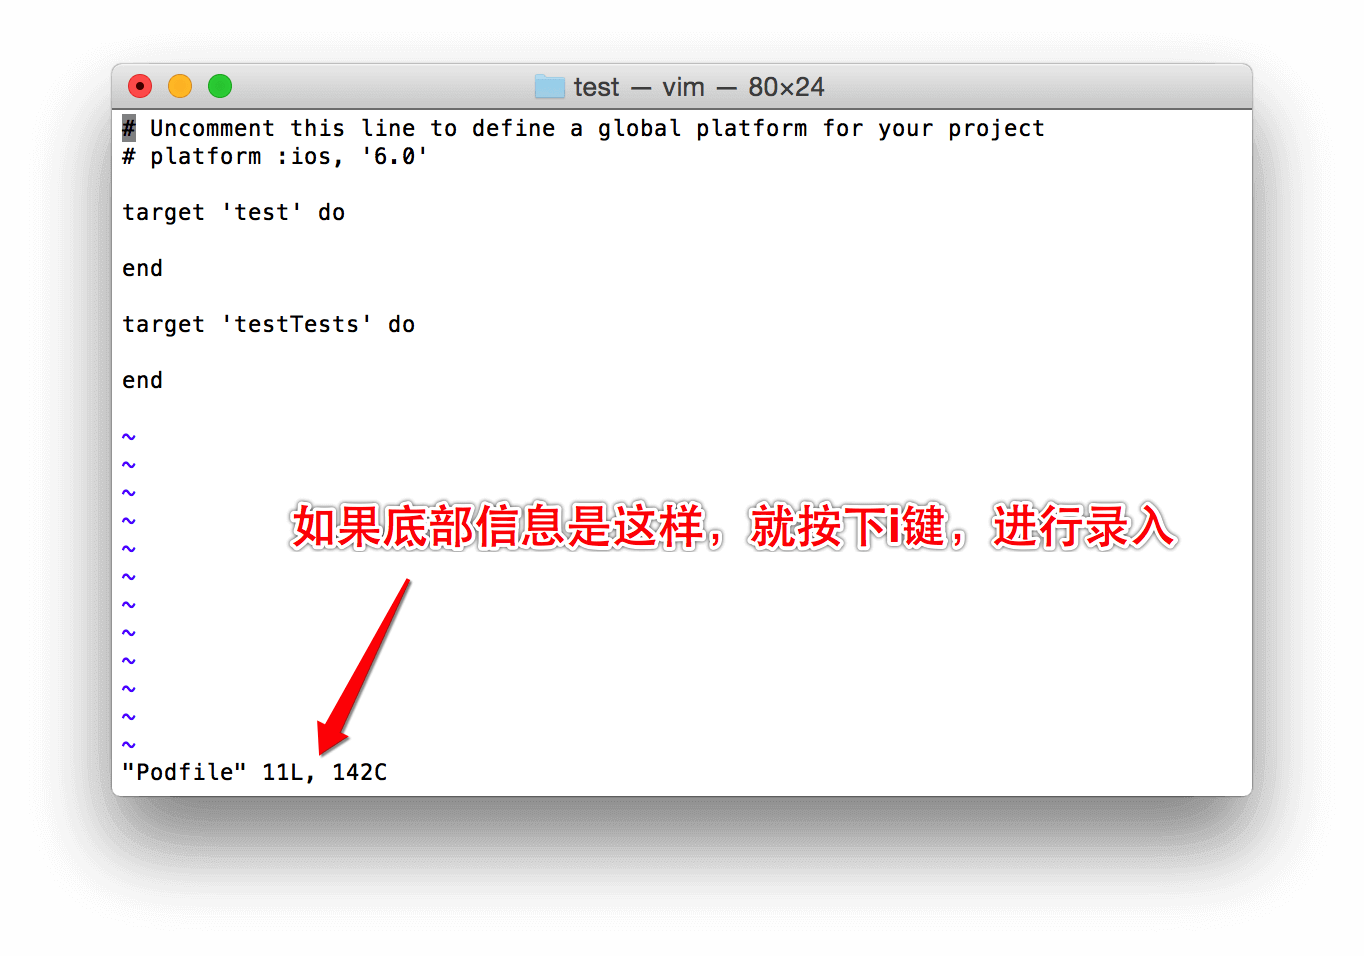 test — vim — 80×24
# Uncomment this line to define a global platform for your project
# platform :ios, '6.0'
target 'test' do
end
target 'testTests' do
end
~
~
~
~
~
~
~
~
~
~
~
~
如果底部信息是这样，就按下i键，进行录入
"Podfile" 11L, 142C